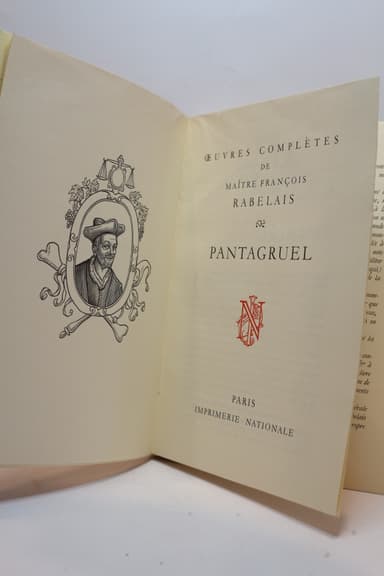 ŒUVRES COMPLÈTES
DE
MAÎTRE FRANÇOIS
RABELAIS
PANTAGRUEL
PARIS
IMPRIMERIE NATIONALE